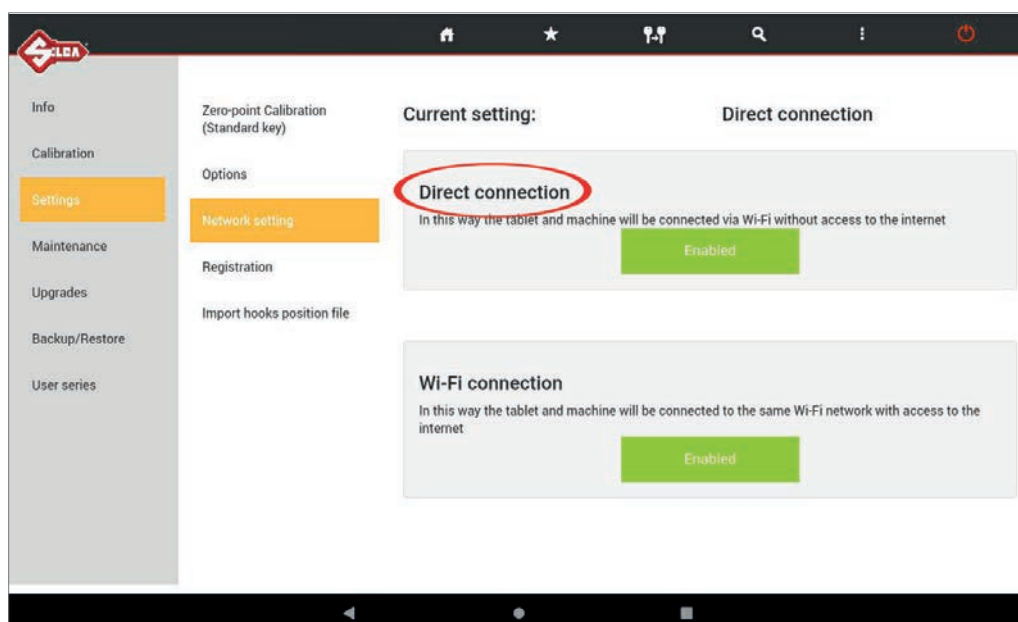 SILCA
Info
Calibration
Settings
Maintenance
Upgrades
Backup/Restore
User series
Zero-point Calibration
(Standard key)
Options
Network setting
Registration
Import hooks position file
Current setting:
Direct connection
Direct connection
In this way the tablet and machine will be connected via Wi-Fi without access to the internet
Enabled
Wi-Fi connection
In this way the tablet and machine will be connected to the same Wi-Fi network with access to the
internet
Enabled